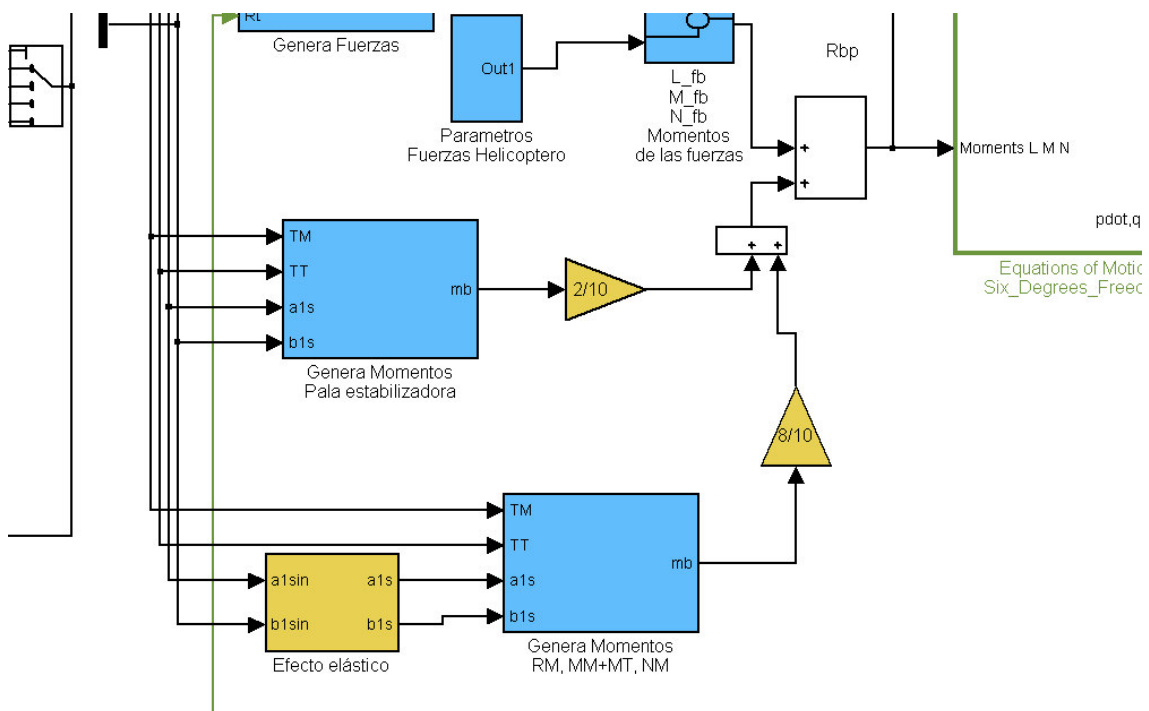 Rt
Genera Fuerzas
Out1
Parametros
Fuerzas Helicoptero
L_fb
M_fb
N_fb
Momentos
de las fuerzas
Rbp
+
+
Moments L M N
pdot,q
Equations of Motic
Six_Degrees_Freec
+ +
TM
TT
a1s
b1s
mb
Genera Momentos
Pala estabilizadora
2/10
8/10
TM
TT
a1s
b1s
mb
Genera Momentos
RM, MM+MT, NM
a1sin
b1sin
a1s
b1s
Efecto elástico